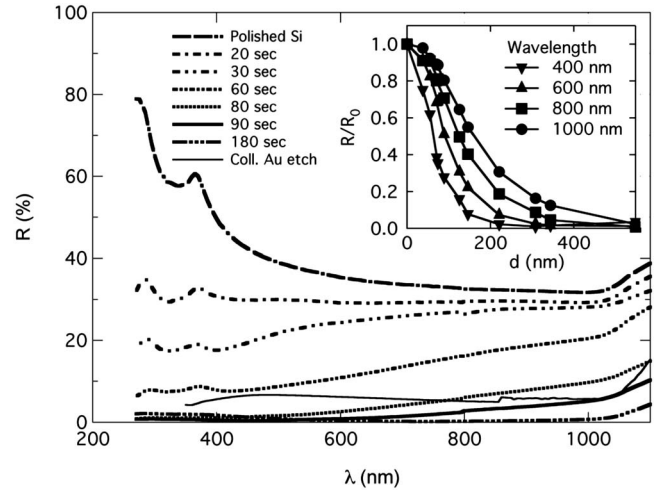 Polished Si
20 sec
30 sec
60 sec
80 sec
90 sec
180 sec
Coll. Au etch
Wavelength
400 nm
600 nm
800 nm
1000 nm
1.0
0.8
0.6
0.4
0.2
0.0
R/R0
0
200
400
d (nm)
100
80
60
40
20
0
R (%)
200
400
600
800
1000
λ (nm)